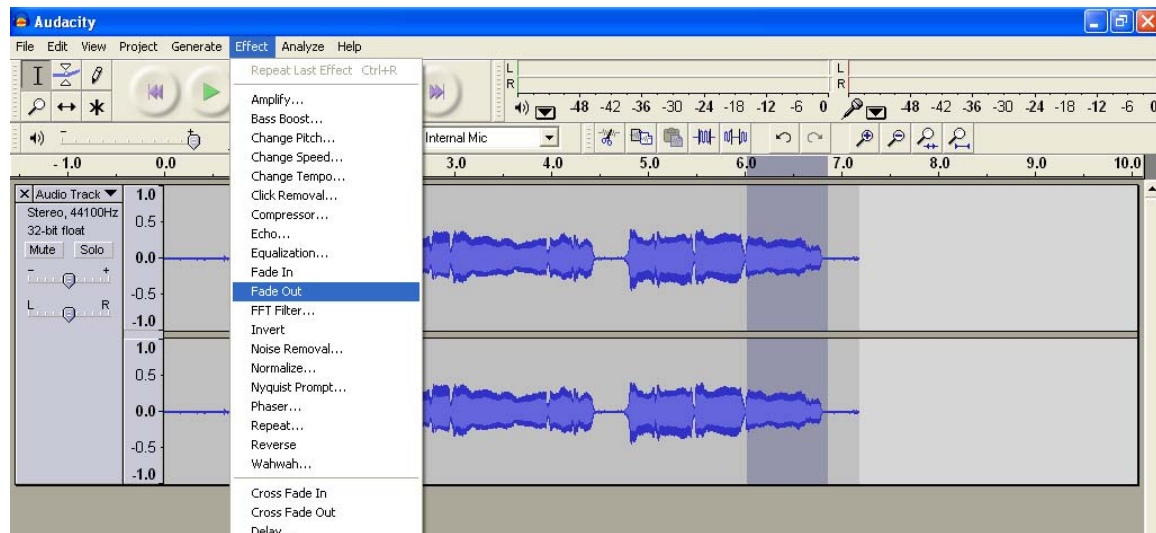 Audacity
File Edit View Project Generate Effect Analyze Help
L
R
-48 -42 -36 -30 -24 -18 -12 -6 0
L
R
-48 -42 -36 -30 -24 -18 -12 -6 0
Internal Mic
- 1.0 0.0 3.0 4.0 5.0 6.0 7.0 8.0 9.0 10.0
Audio Track
Stereo, 44100Hz
32-bit float
Mute Solo
- +
L R
1.0
0.5
0.0
-0.5
-1.0
1.0
0.5
0.0
-0.5
-1.0
Repeat Last Effect Ctrl+R
Amplify...
Bass Boost...
Change Pitch...
Change Speed...
Change Tempo...
Click Removal...
Compressor...
Echo...
Equalization...
Fade In
Fade Out
FFT Filter...
Invert
Noise Removal...
Normalize...
Nyquist Prompt...
Phaser...
Repeat...
Reverse
Wahwah...
Cross Fade In
Cross Fade Out
Delay...